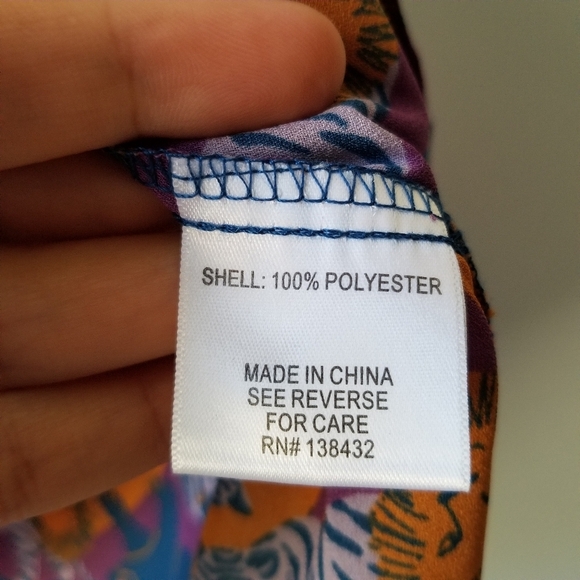 SHELL: 100% POLYESTER
MADE IN CHINA
SEE REVERSE
FOR CARE
RN# 138432